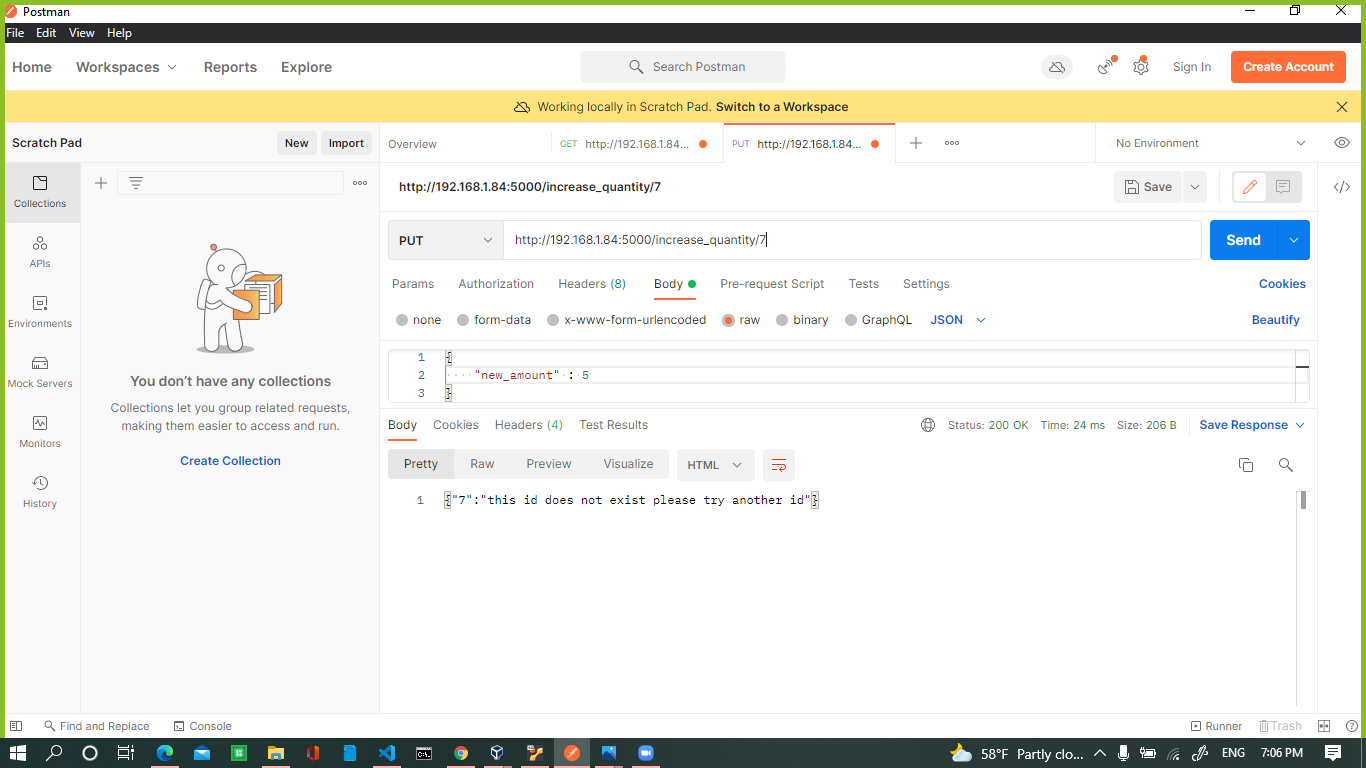 Postman
File Edit View Help
Home Workspaces Reports Explore Search Postman Sign In Create Account
Working locally in Scratch Pad. Switch to a Workspace
Scratch Pad New Import
Overview GET http://192.168.1.84... PUT http://192.168.1.84... No Environment
http://192.168.1.84:5000/increase_quantity/7 Save
PUT http://192.168.1.84:5000/increase_quantity/7 Send
Params Authorization Headers (8) Body Pre-request Script Tests Settings Cookies
none form-data x-www-form-urlencoded raw binary GraphQL JSON Beautify
1 {
2 "new_amount" : 5
3 }
Body Cookies Headers (4) Test Results Status: 200 OK Time: 24 ms Size: 206 B Save Response
Pretty Raw Preview Visualize HTML
1 {"7":"this id does not exist please try another id"}
Collections
APIs
Environments
Mock Servers
Monitors
History
You don't have any collections
Collections let you group related requests,
making them easier to access and run.
Create Collection
Find and Replace Console Runner Trash
58°F Partly clo... ENG 7:06 PM